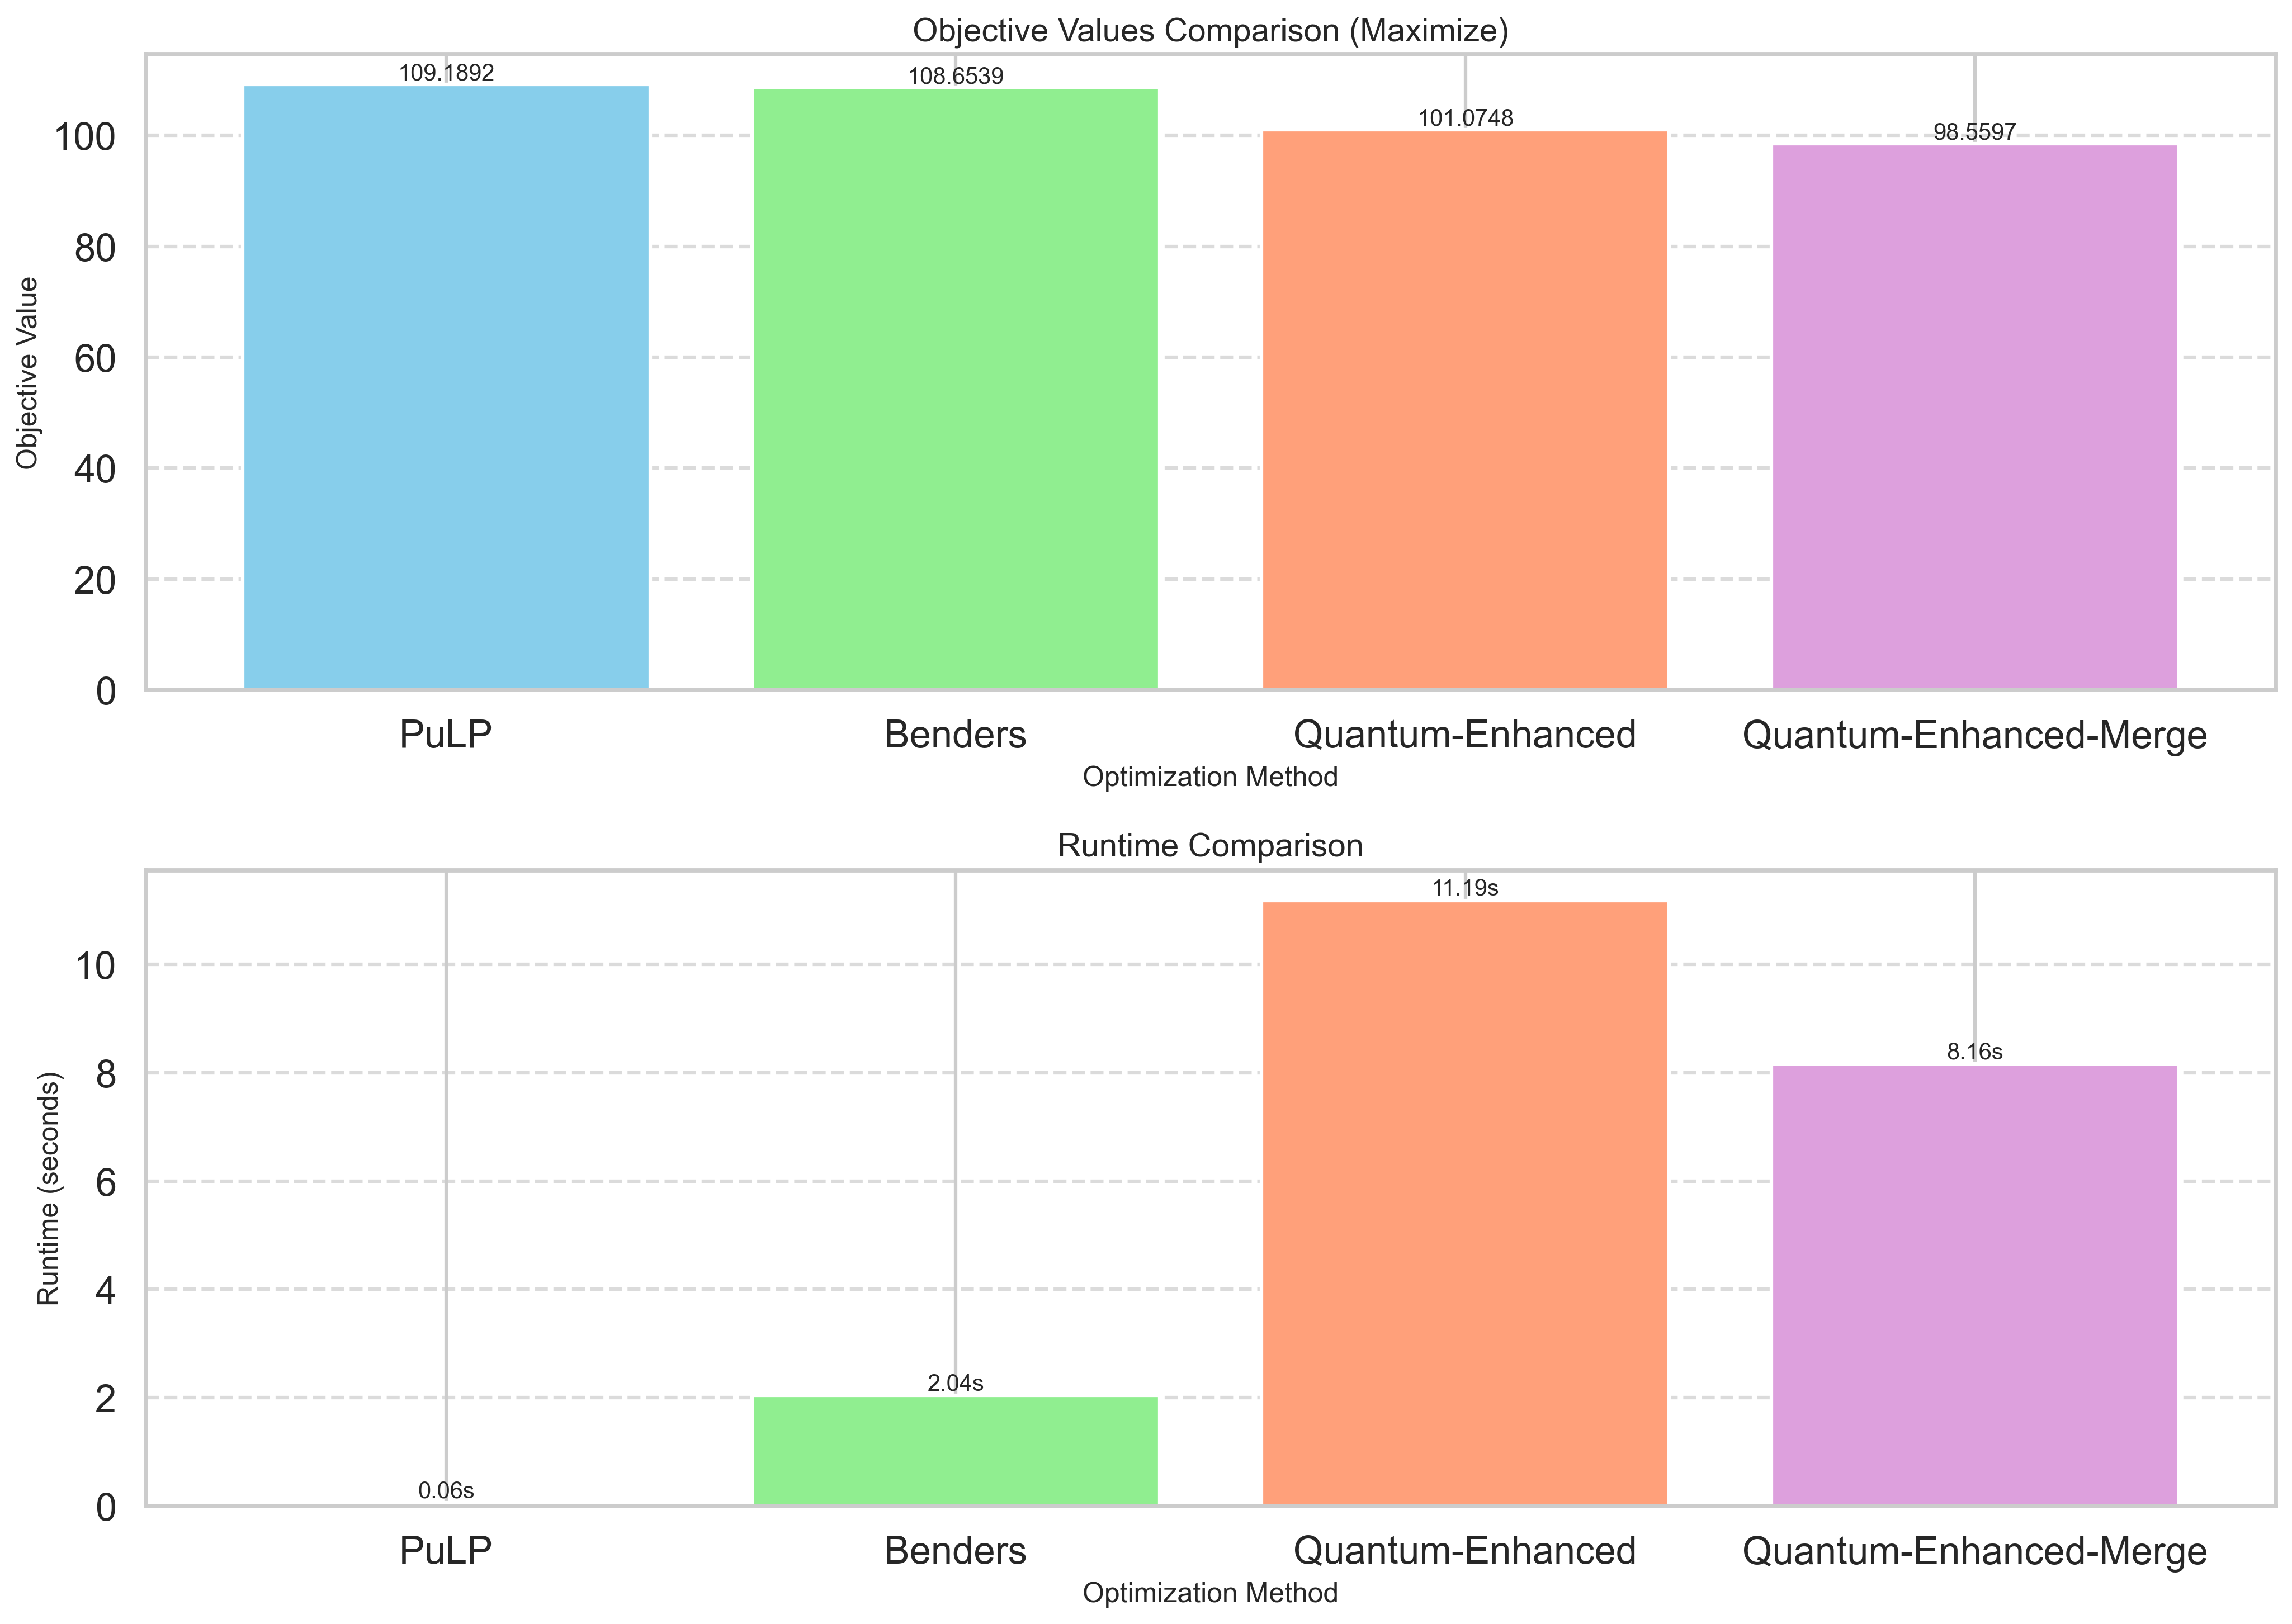 Objective Values Comparison (Maximize)
109.1892
108.6539
101.0748
98.5597
100
80
60
40
20
0
Objective Value
PuLP
Benders
Quantum-Enhanced
Quantum-Enhanced-Merge
Optimization Method
Runtime Comparison
11.19s
8.16s
2.04s
0.06s
10
8
6
4
2
0
Runtime (seconds)
PuLP
Benders
Quantum-Enhanced
Quantum-Enhanced-Merge
Optimization Method